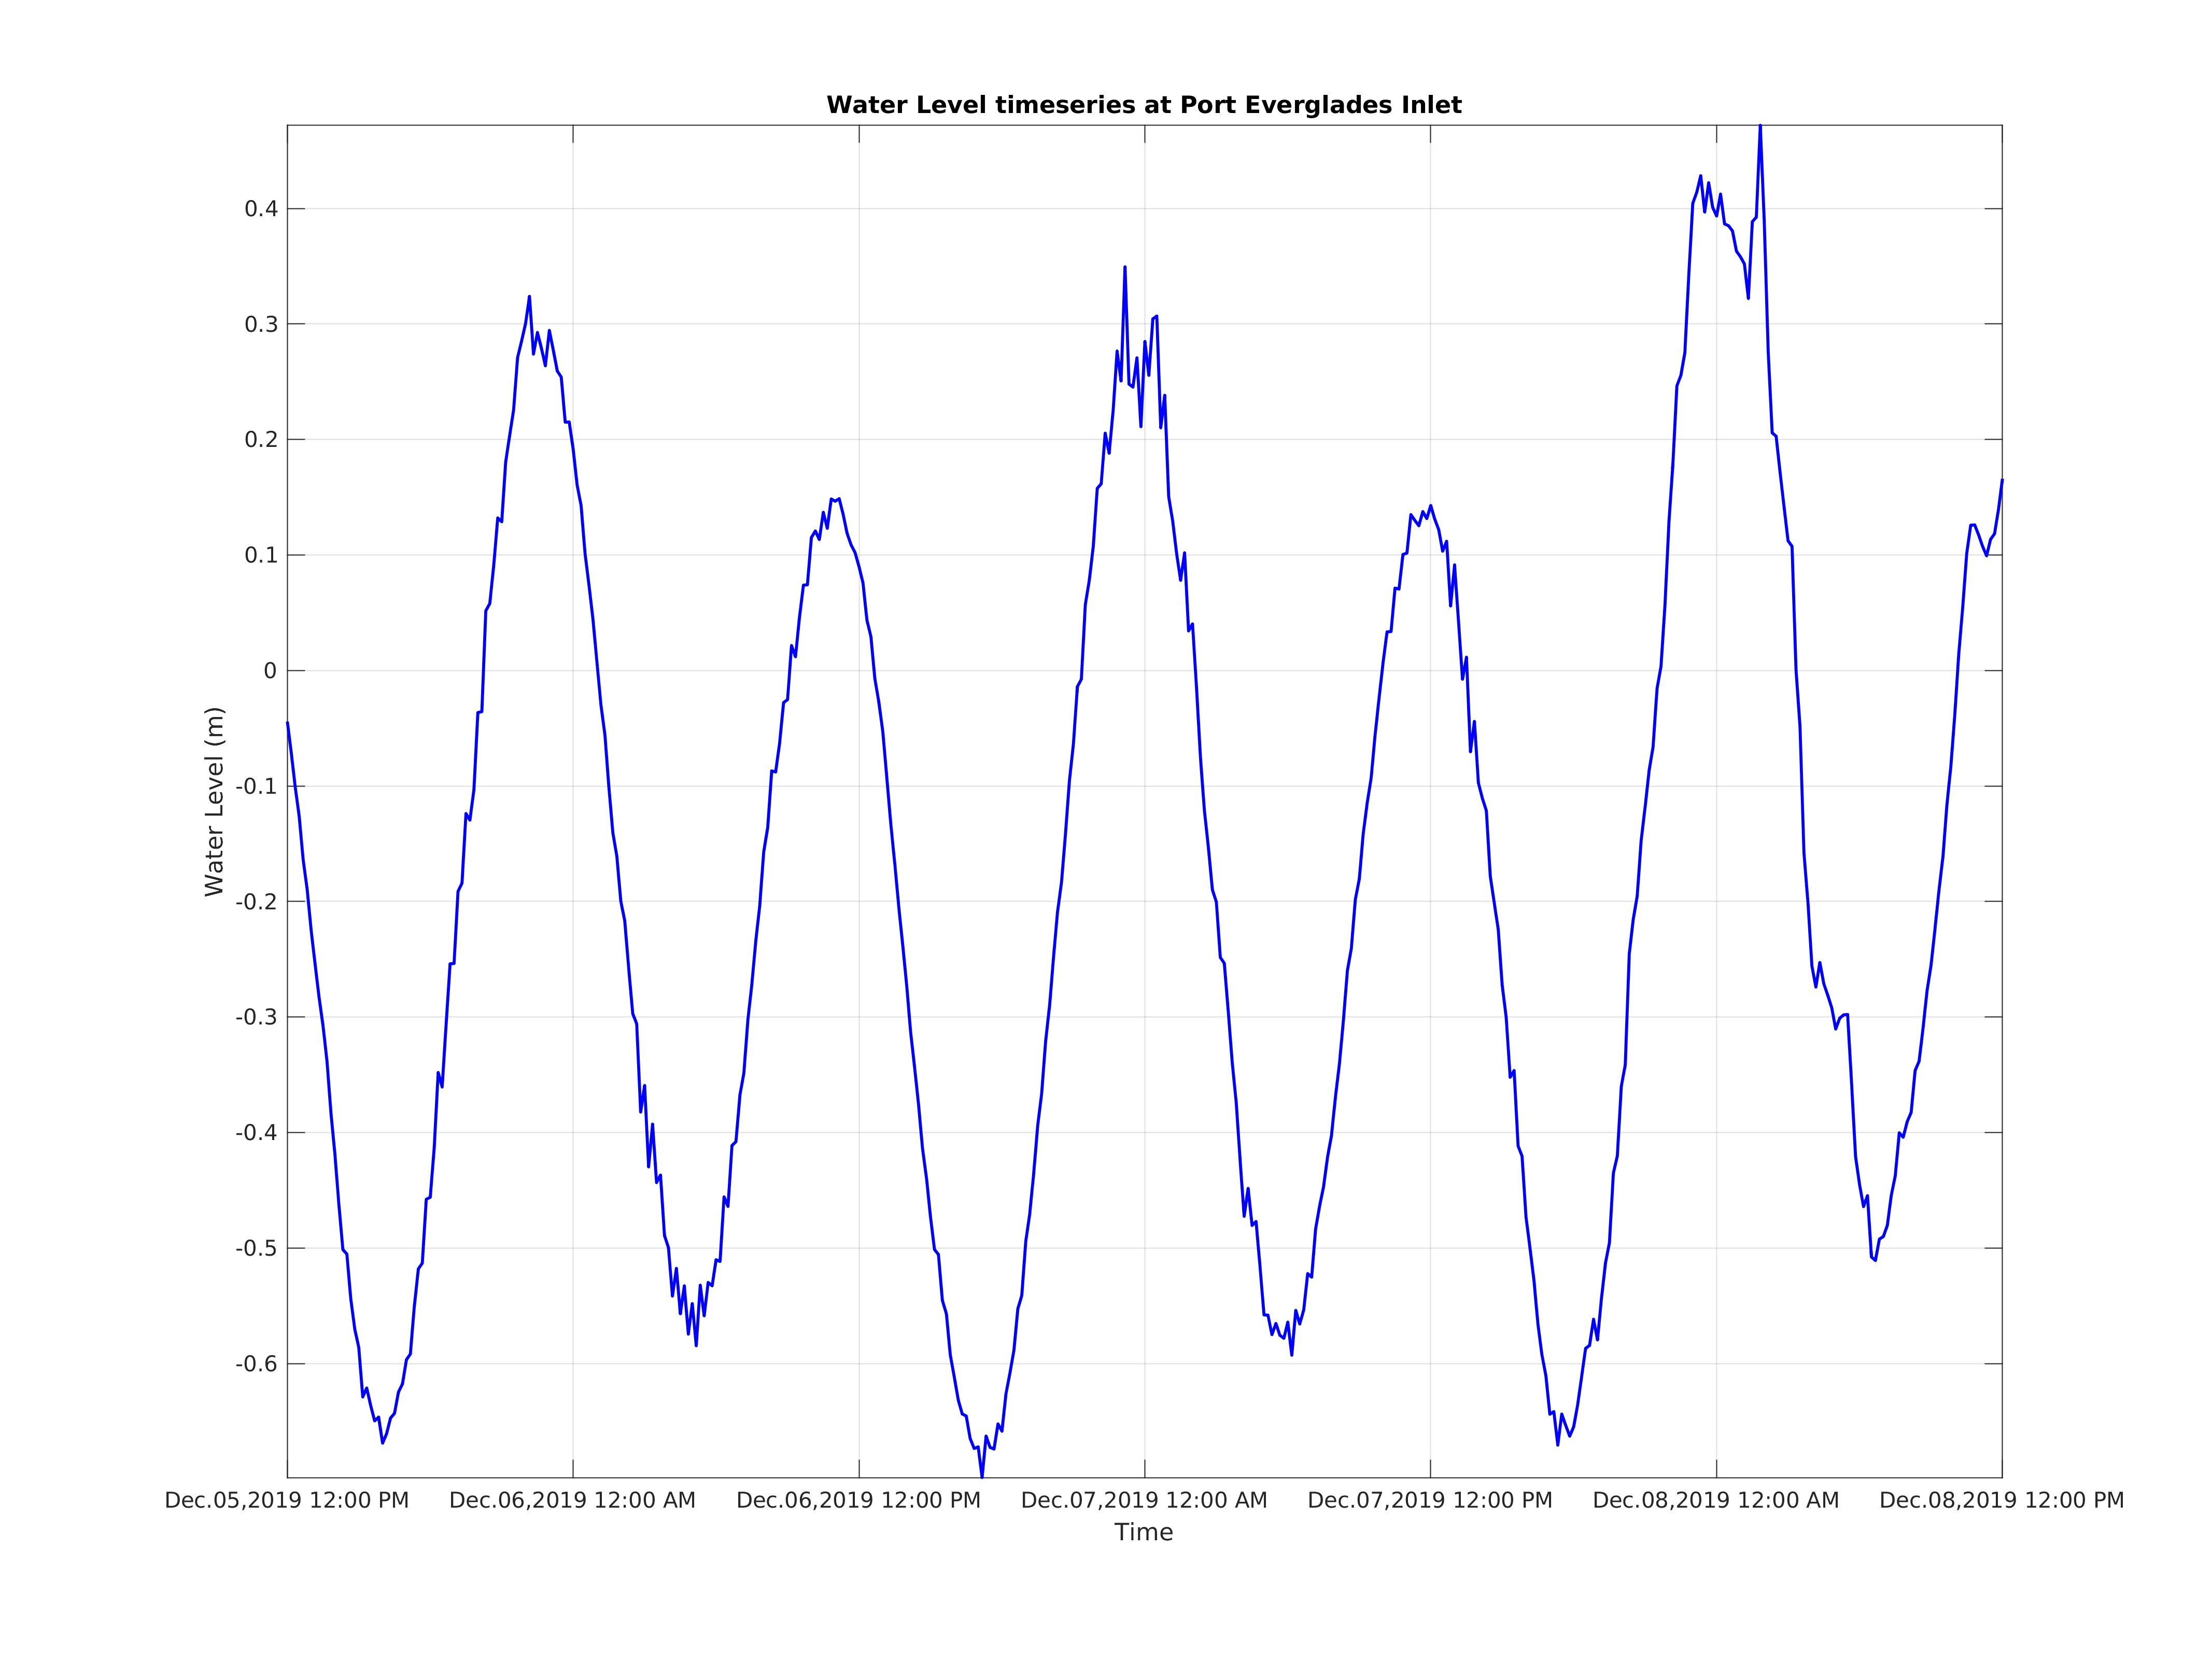 Water Level timeseries at Port Everglades Inlet
0.4
0.3
0.2
0.1
0
-0.1
-0.2
-0.3
-0.4
-0.5
-0.6
Water Level (m)
Dec.05,2019 12:00 PM
Dec.06,2019 12:00 AM
Dec.06,2019 12:00 PM
Dec.07,2019 12:00 AM
Dec.07,2019 12:00 PM
Dec.08,2019 12:00 AM
Dec.08,2019 12:00 PM
Time